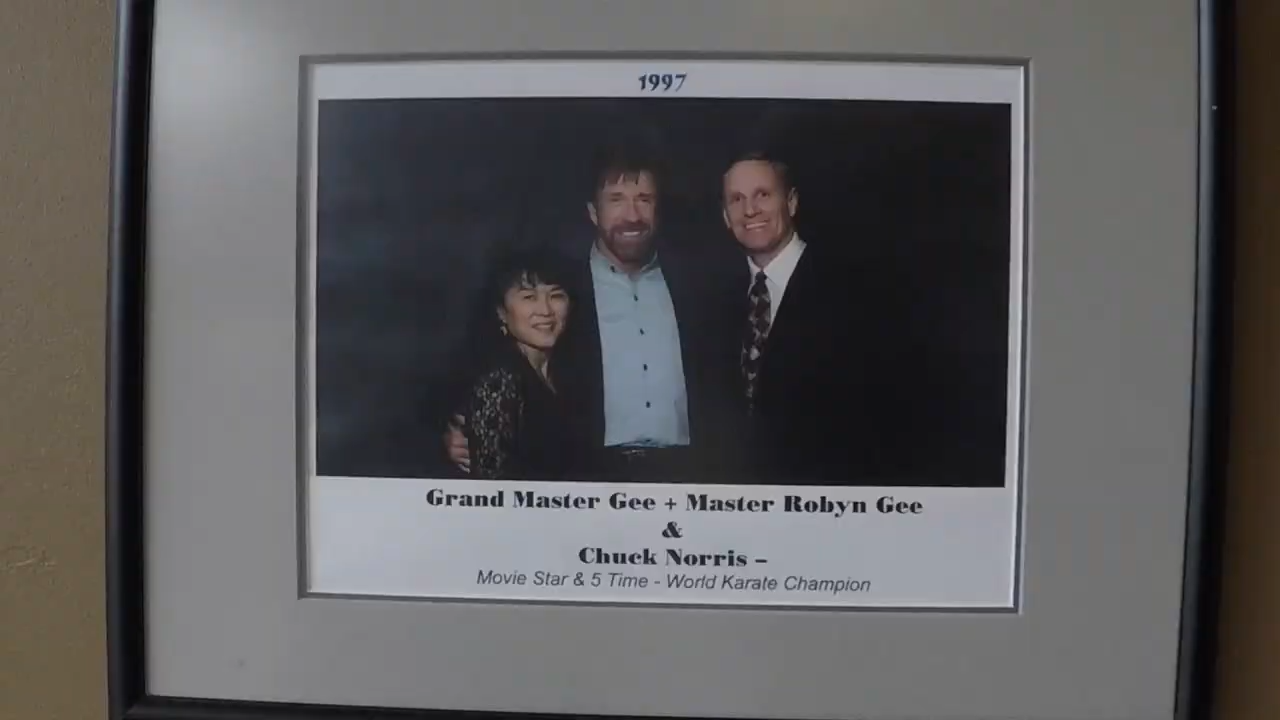 1997
Grand Master Gee + Master Robyn Gee
&
Chuck Norris –
Movie Star & 5 Time - World Karate Champion